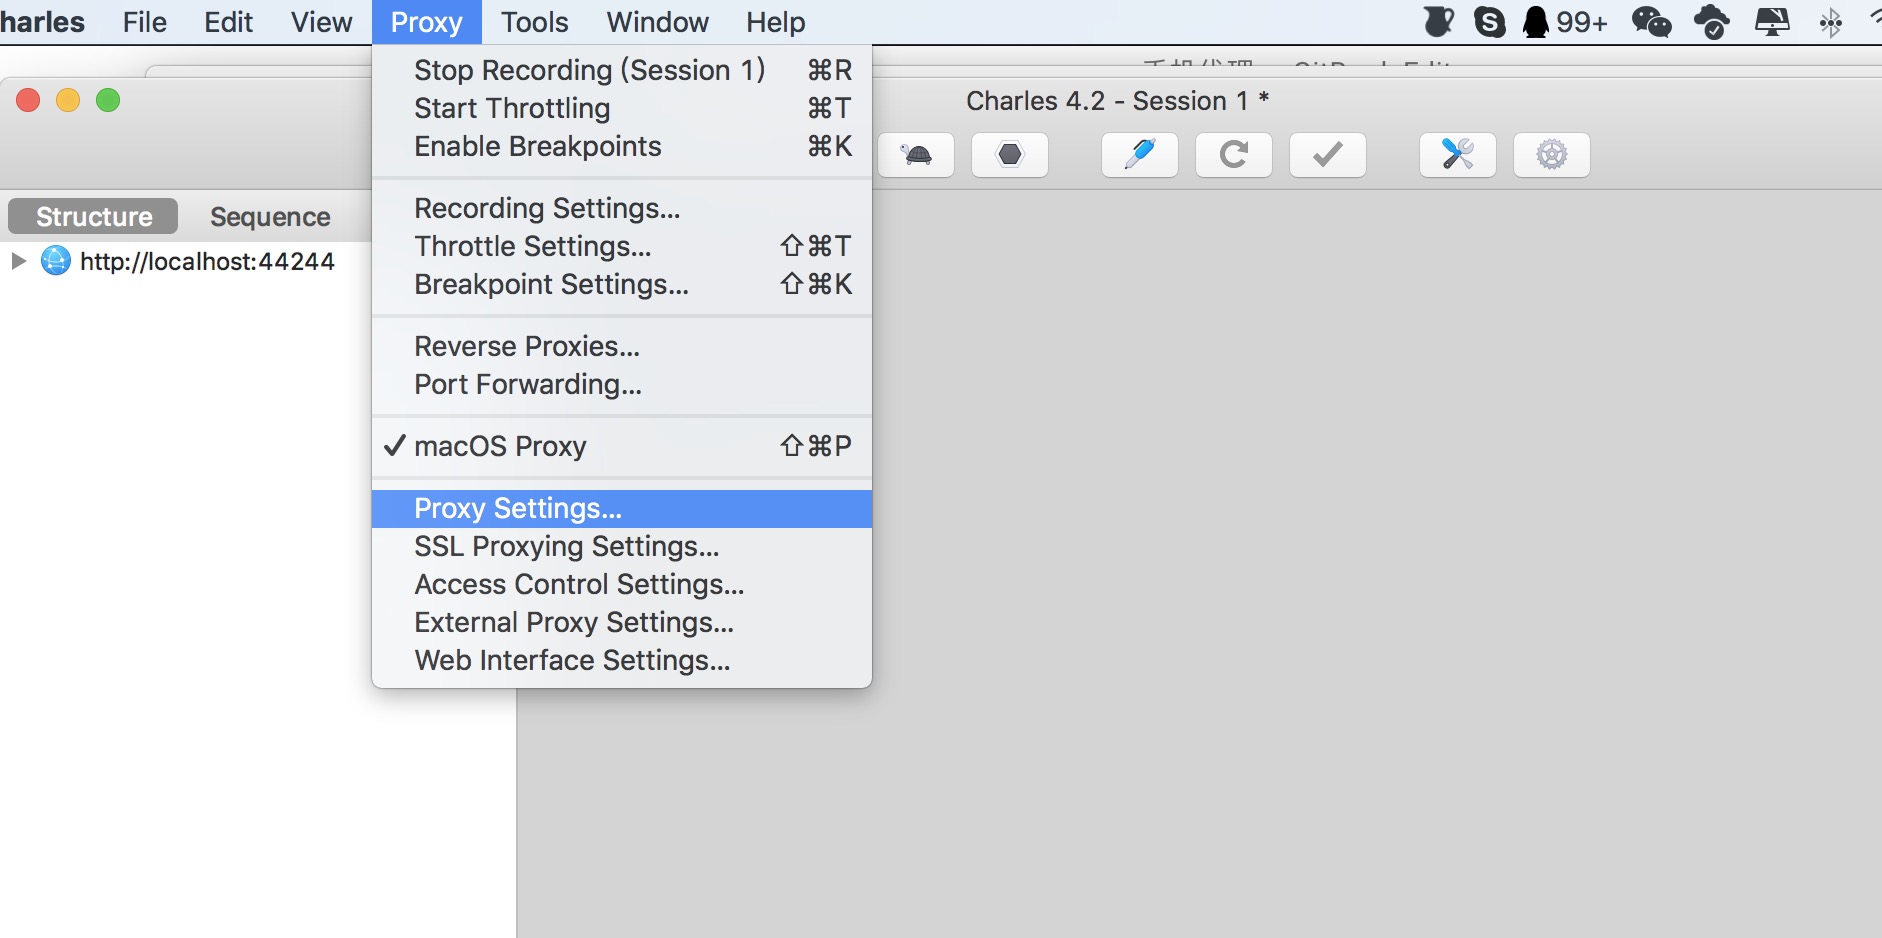 harles File Edit View Proxy Tools Window Help 99+
Charles 4.2 - Session 1 *
Stop Recording (Session 1) ⌘R
Start Throttling ⌘T
Enable Breakpoints ⌘K
Recording Settings... 
Throttle Settings... ⇧⌘T
Breakpoint Settings... ⇧⌘K
Reverse Proxies...
Port Forwarding...
✓ macOS Proxy ⇧⌘P
Proxy Settings...
SSL Proxying Settings...
Access Control Settings...
External Proxy Settings...
Web Interface Settings...
Structure Sequence
http://localhost:44244